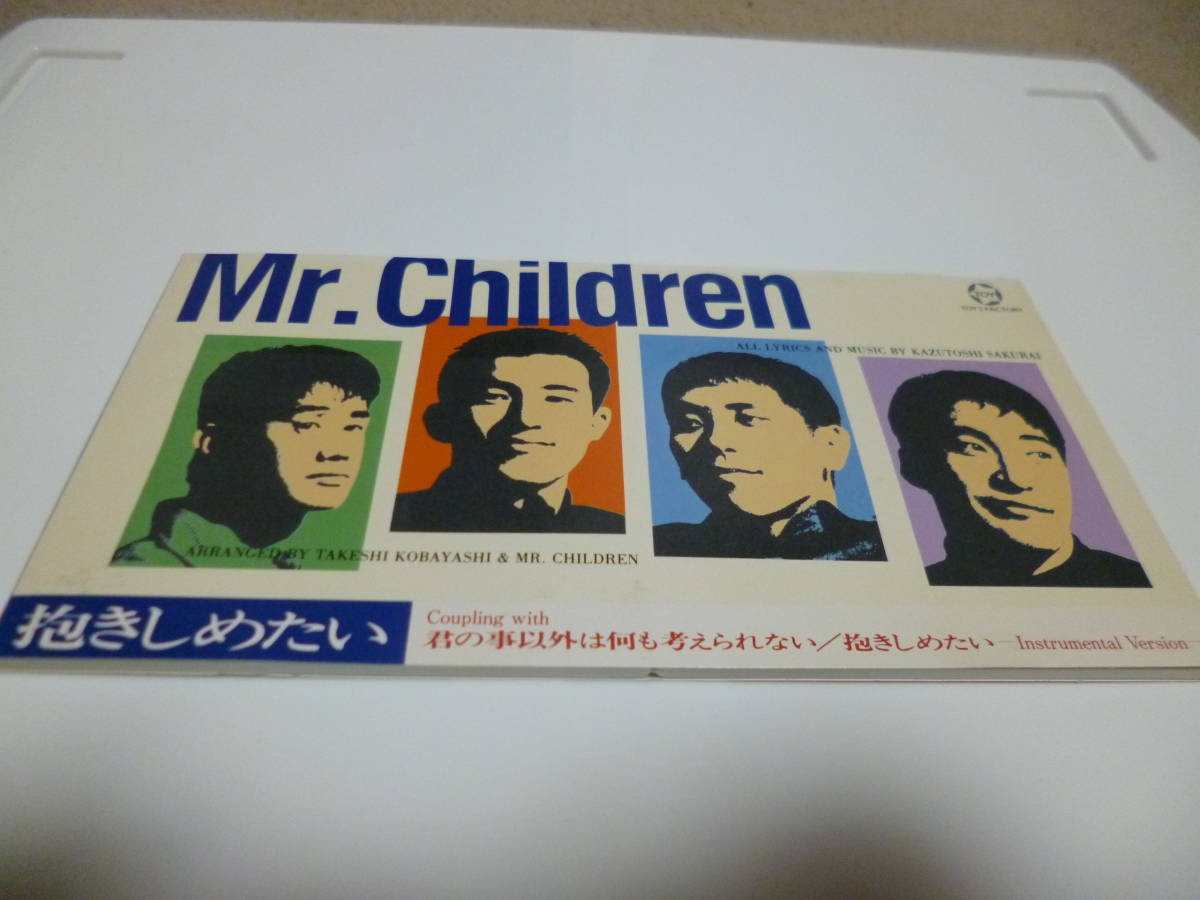 Mr. Children
TOY
TOY'S FACTORY
ALL LYRICS AND MUSIC BY KAZUTOSHI SAKURAI
ARRANGED BY TAKESHI KOBAYASHI & MR. CHILDREN
抱きしめたい
Coupling with
君の事以外は何も考えられない／抱きしめたい—Instrumental Version